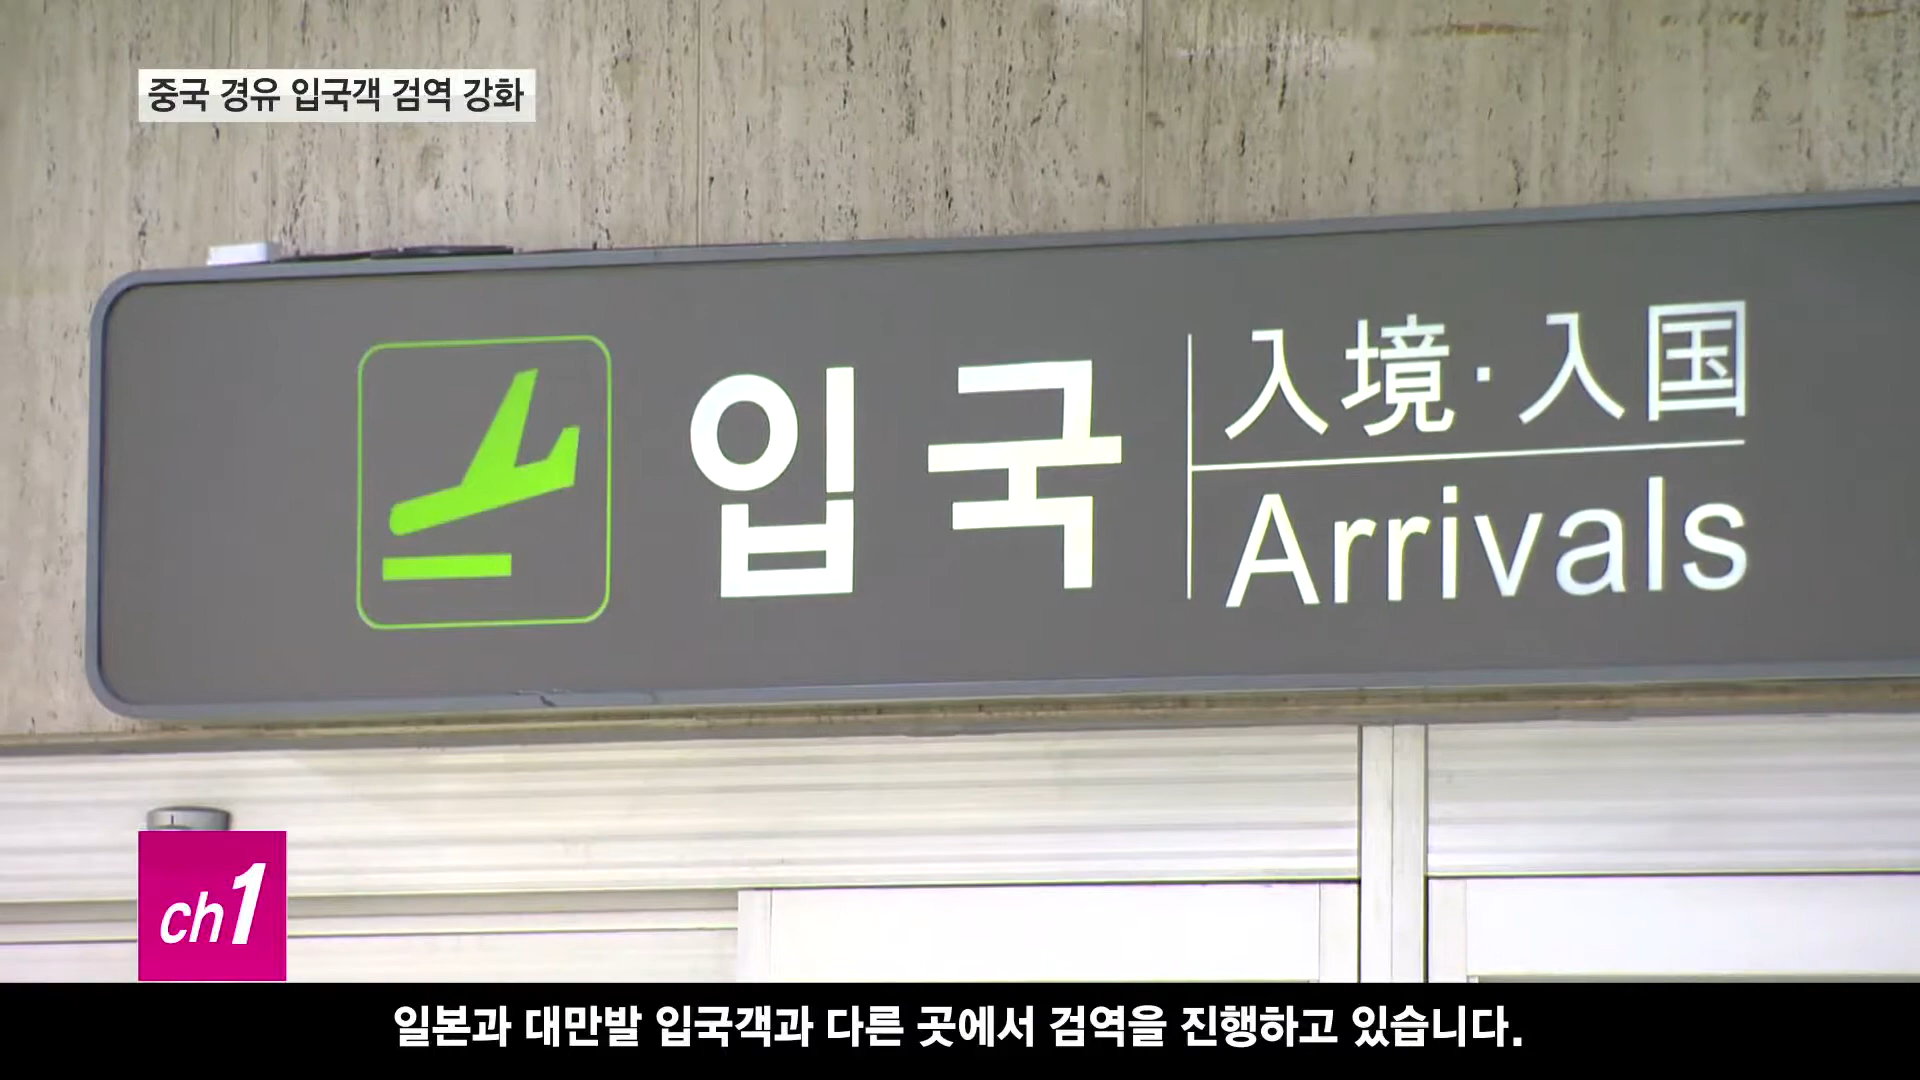 중국 경유 입국객 검역 강화
입국
入境·入国
Arrivals
ch1
일본과 대만발 입국객과 다른 곳에서 검역을 진행하고 있습니다.